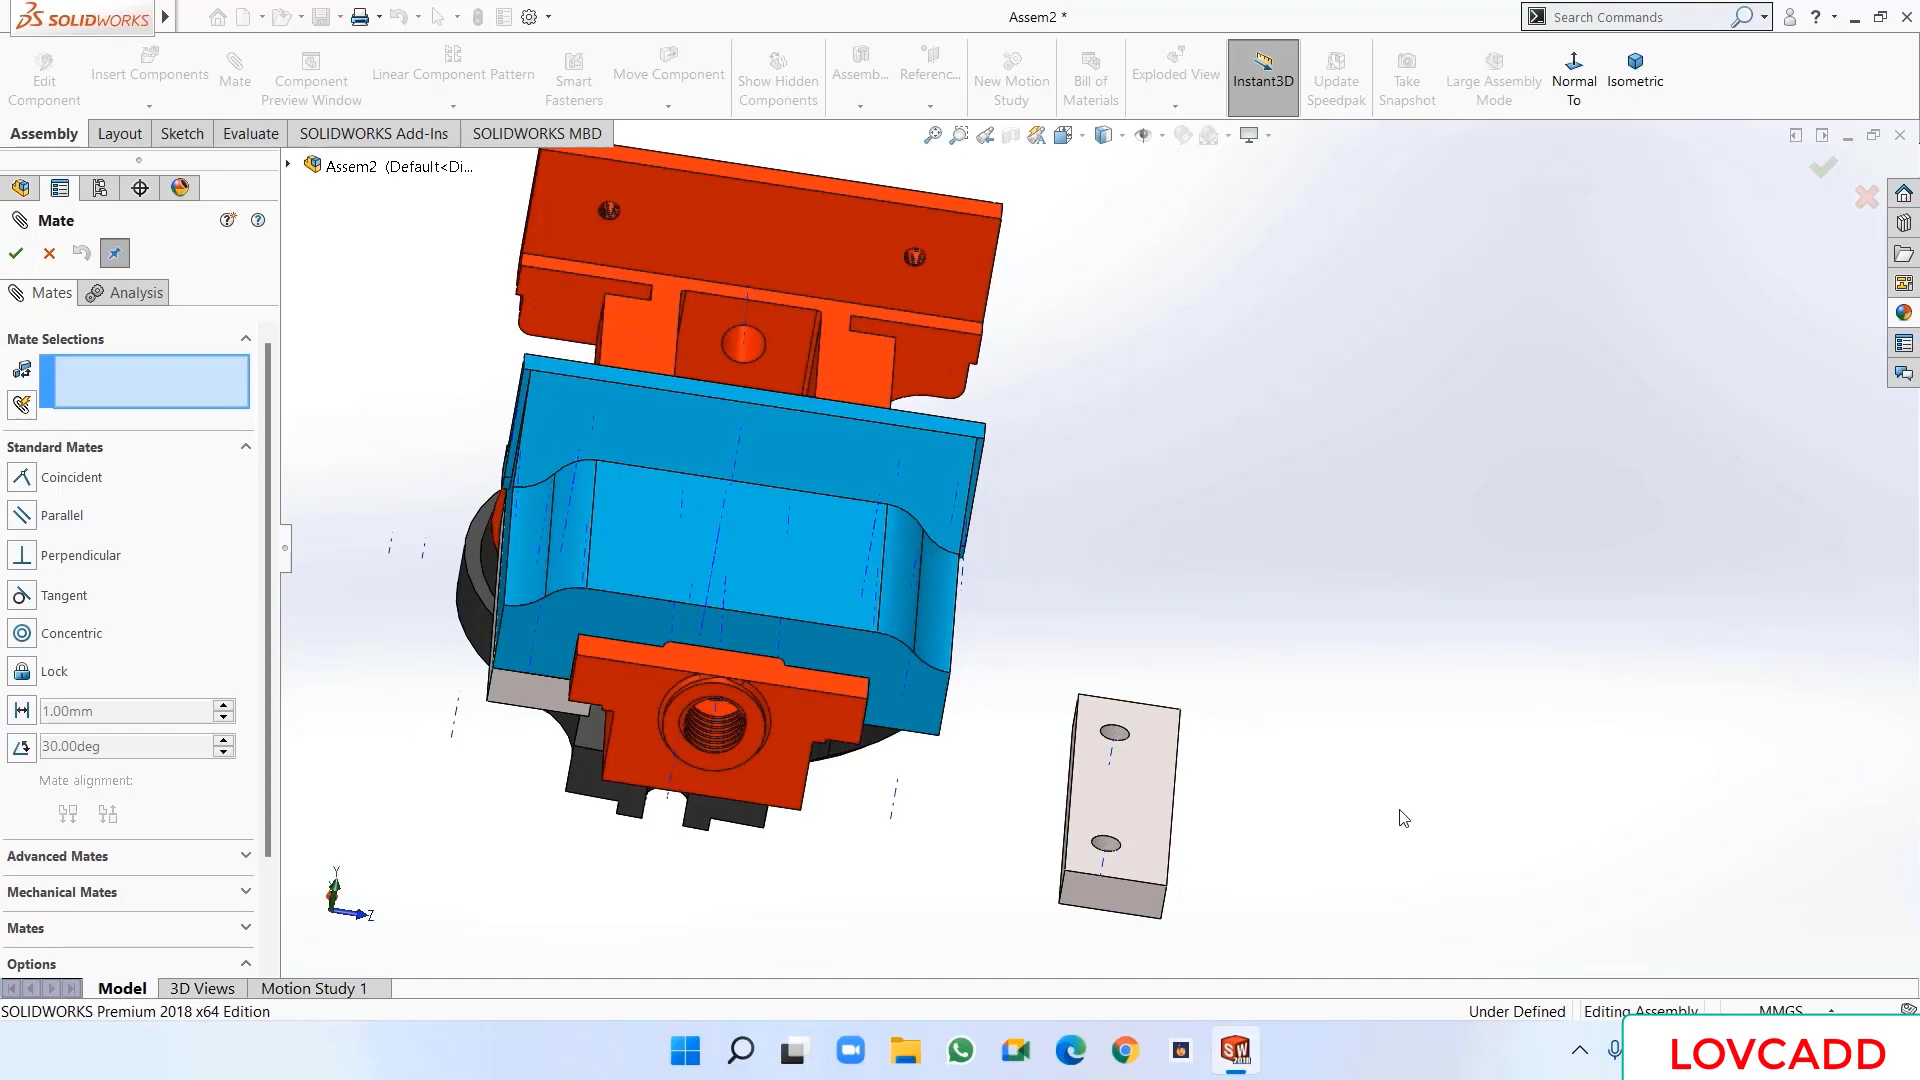 SOLIDWORKS
Assem2 *
Search Commands
Edit Component
Insert Components
Mate
Component Preview Window
Linear Component Pattern
Smart Fasteners
Move Component
Show Hidden Components
Assemb...
Referenc...
New Motion Study
Bill of Materials
Exploded View
Instant3D
Update Speedpak
Take Snapshot
Large Assembly Mode
Normal To
Isometric
Assembly
Layout
Sketch
Evaluate
SOLIDWORKS Add-Ins
SOLIDWORKS MBD
Assem2 (Default<Di...
Mate
Mates
Analysis
Mate Selections
Standard Mates
Coincident
Parallel
Perpendicular
Tangent
Concentric
Lock
1.00mm
30.00deg
Mate alignment:
Advanced Mates
Mechanical Mates
Mates
Options
Y
Z
Model
3D Views
Motion Study 1
SOLIDWORKS Premium 2018 x64 Edition
Under Defined
Editing Assembly
MMGS
SW
2018
LOVCADD